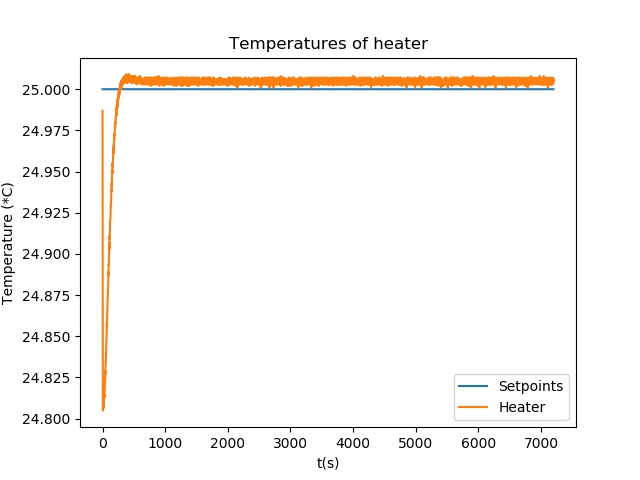 Temperatures of heater
Temperature (*C)
25.000
24.975
24.950
24.925
24.900
24.875
24.850
24.825
24.800
0 1000 2000 3000 4000 5000 6000 7000
t(s)
Setpoints
Heater